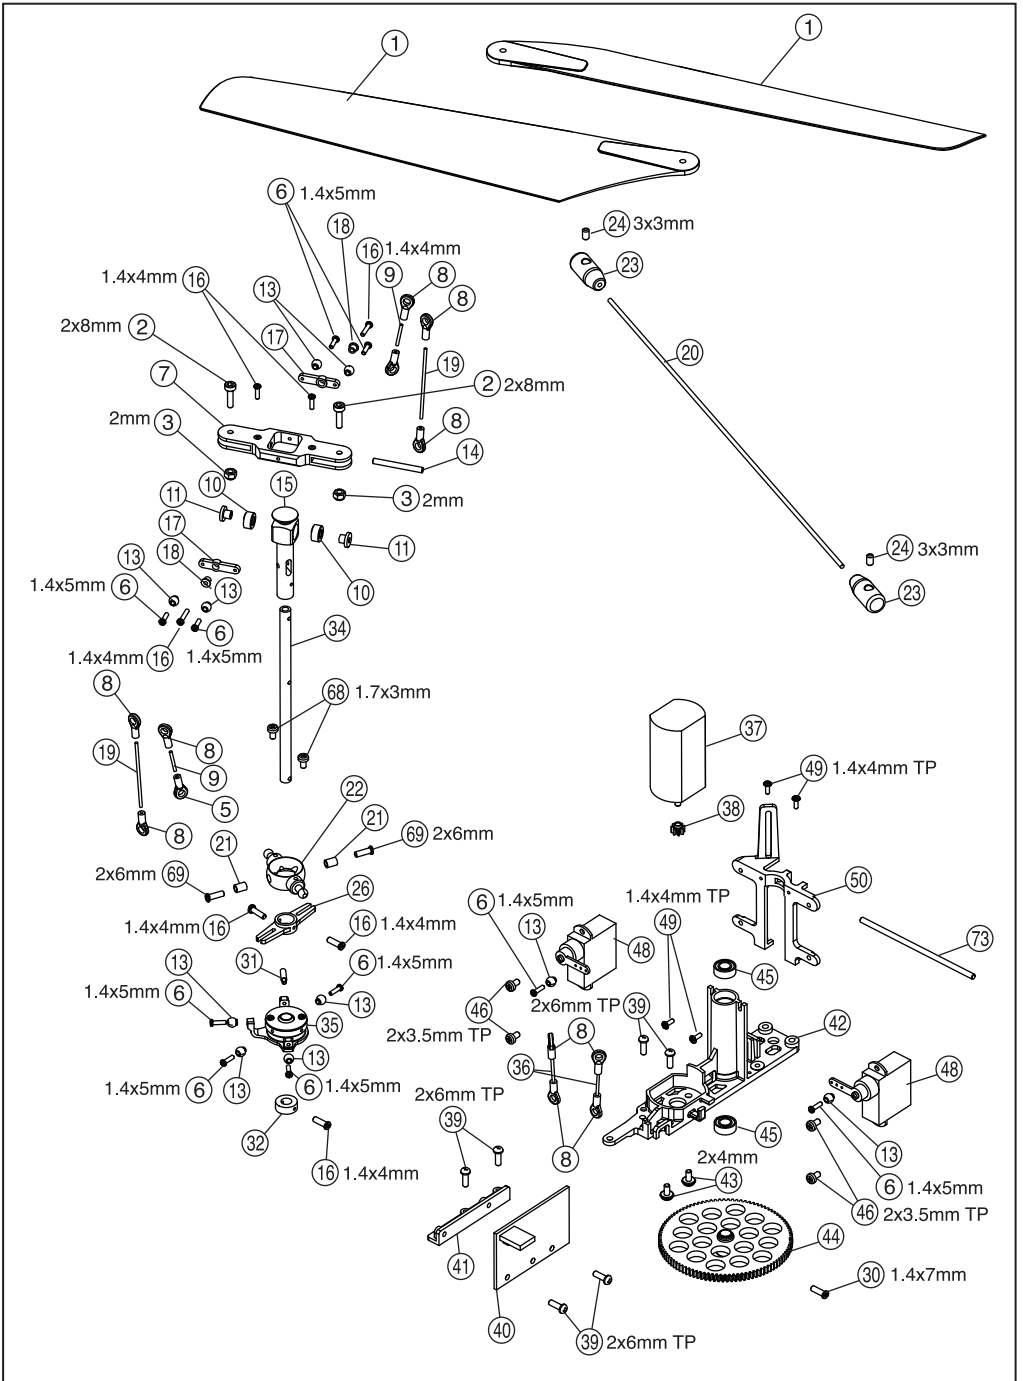 1
1
6 1.4x5mm
24 3x3mm
18
16 1.4x4mm
23
1.4x4mm 16
13
9
8
8
2x8mm 2
17
20
7
19
2 2x8mm
2mm 3
8
14
10
15
11
3 2mm
17
11
24 3x3mm
13
18
13
10
1.4x5mm
6
23
6
34
1.4x4mm 16
1.4x5mm
8
68 1.7x3mm
37
19
8
9
49 1.4x4mm TP
5
22
38
8
21
69 2x6mm
21
2x6mm 69
26
50
1.4x4mm TP
6 1.4x5mm
49
1.4x4mm 16
16 1.4x4mm
13
48
73
13
31
6 1.4x5mm
45
1.4x5mm 6
13
46
2x6mm TP
35
39
42
2x3.5mm TP
8
13
36
1.4x5mm 6
13
6 1.4x5mm
48
2x6mm TP
32
39
45
8
13
16 1.4x4mm
2x4mm
43
6 1.4x5mm
46 2x3.5mm TP
41
44
30 1.4x7mm
40
39 2x6mm TP